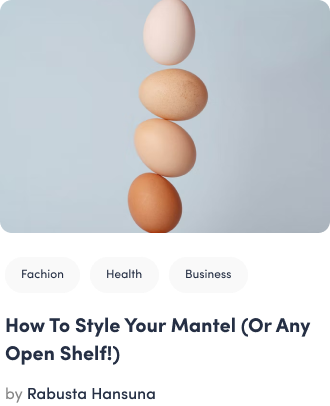 Fachion Health Business
How To Style Your Mantel (Or Any
Open Shelf!)
by Rabusta Hansuna